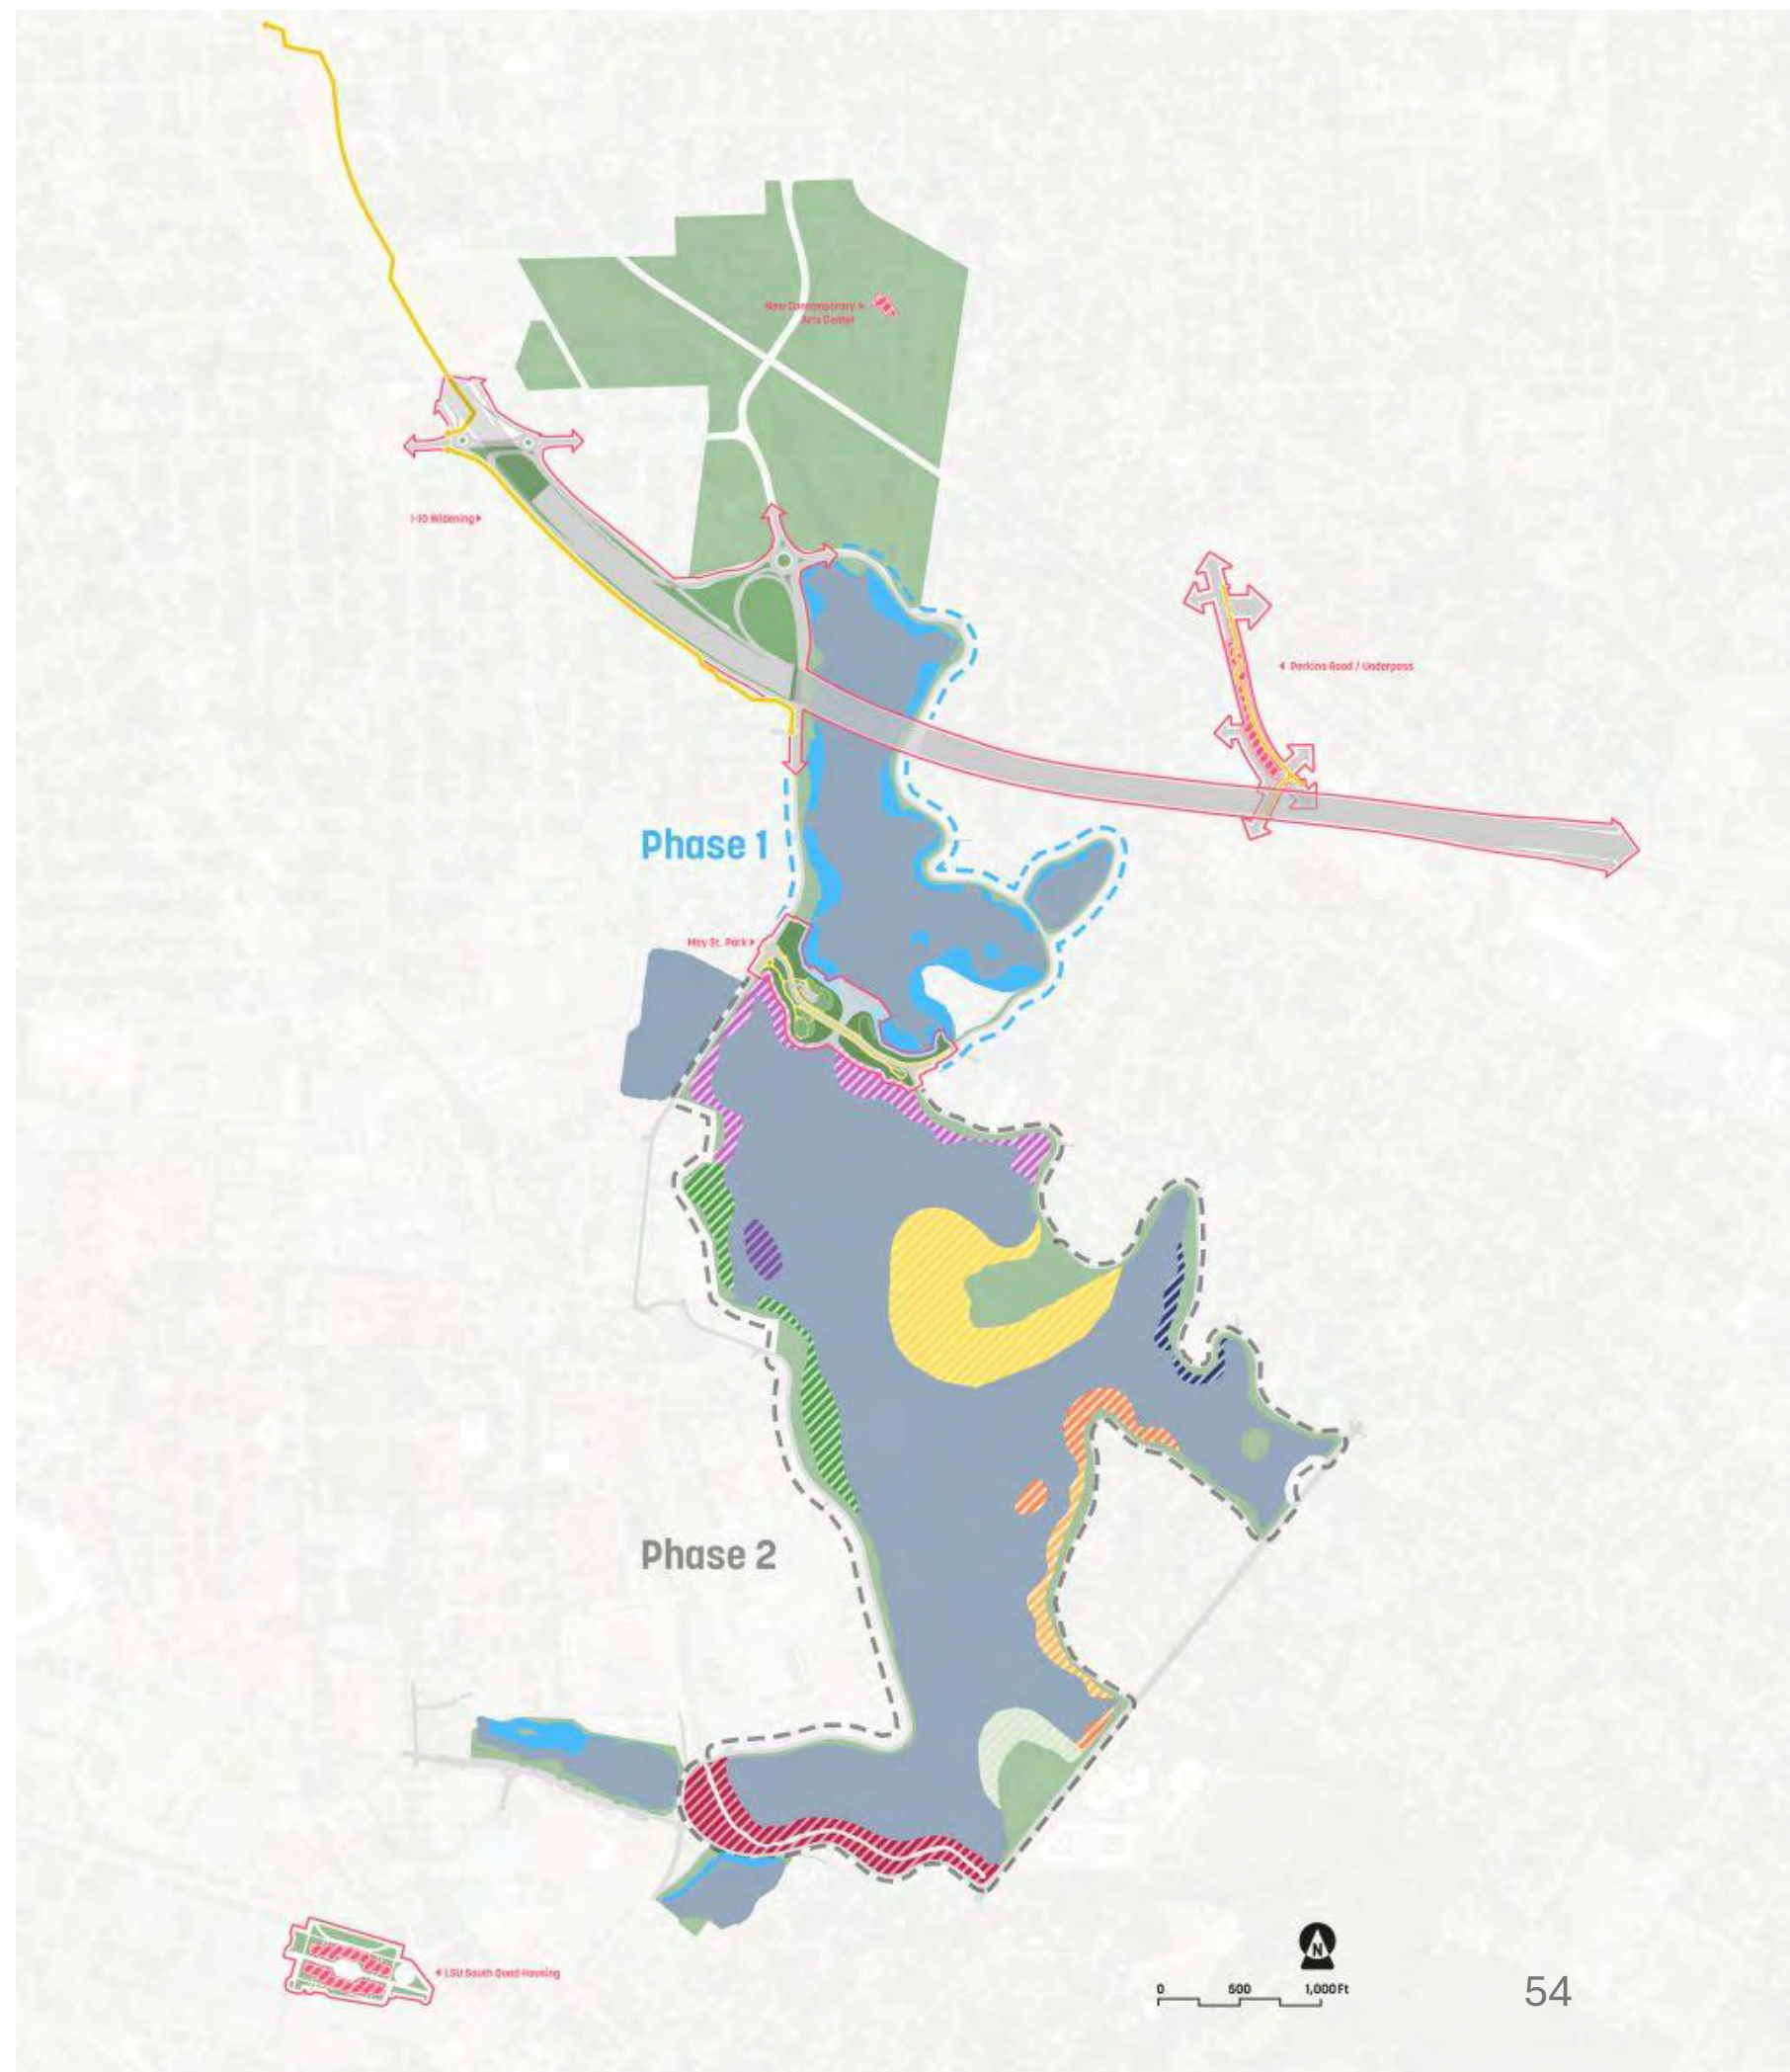 New Contemporary
Arts Center
I-10 Widening
Perkins Road / Underpass
Phase 1
May St. Park
Phase 2
LSU South Quad Housing
N
0 500 1,000 Ft
54